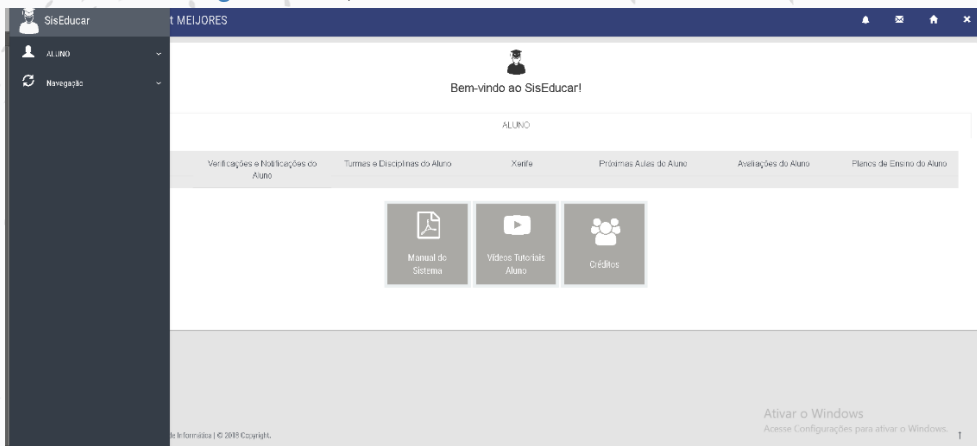 SisEducar
t MEIJORES
ALUNO
Navegação
Bem-vindo ao SisEducar!
ALUNO
Verificações e Notificações do Aluno
Turmas e Disciplinas do Aluno
Xerife
Próximas Aulas do Aluno
Avaliações do Aluno
Planos de Ensino do Aluno
Manual do
Sistema
Vídeos Tutoriais
Aluno
Créditos
Ativar o Windows
Acesse Configurações para ativar o Windows.
de Informática | © 2018 Copyright.